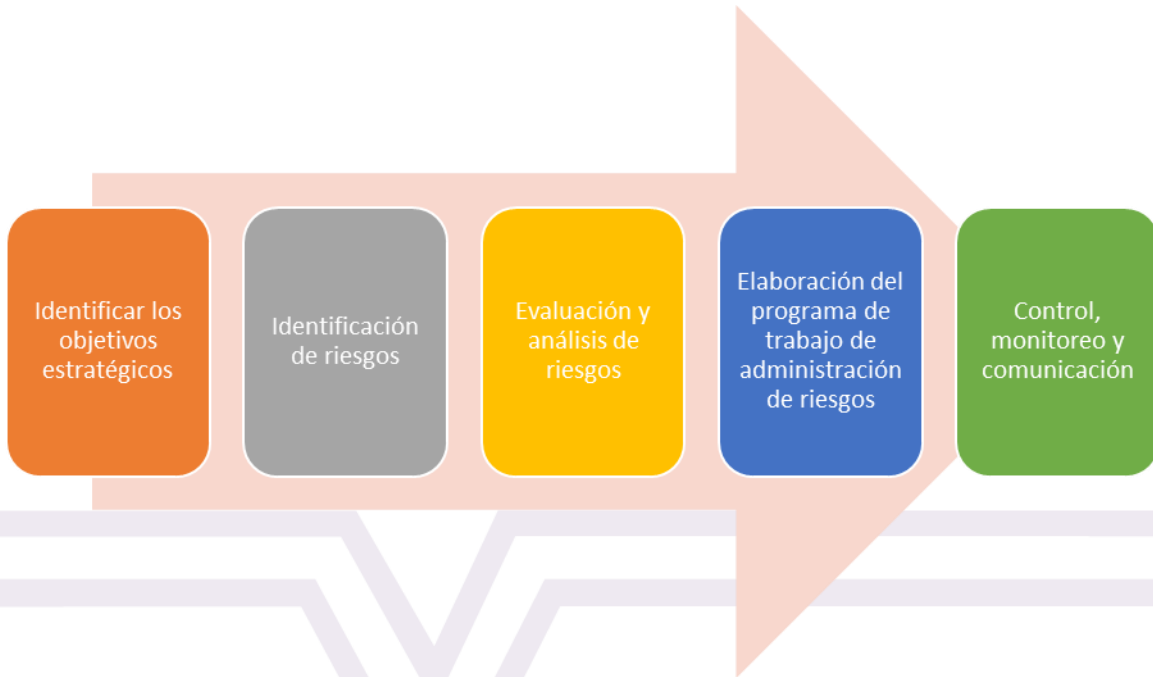 Identificar los
objetivos
estratégicos
Identificación
de riesgos
Evaluación y
análisis de
riesgos
Elaboración del
programa de
trabajo de
administración
de riesgos
Control,
monitoreo y
comunicación